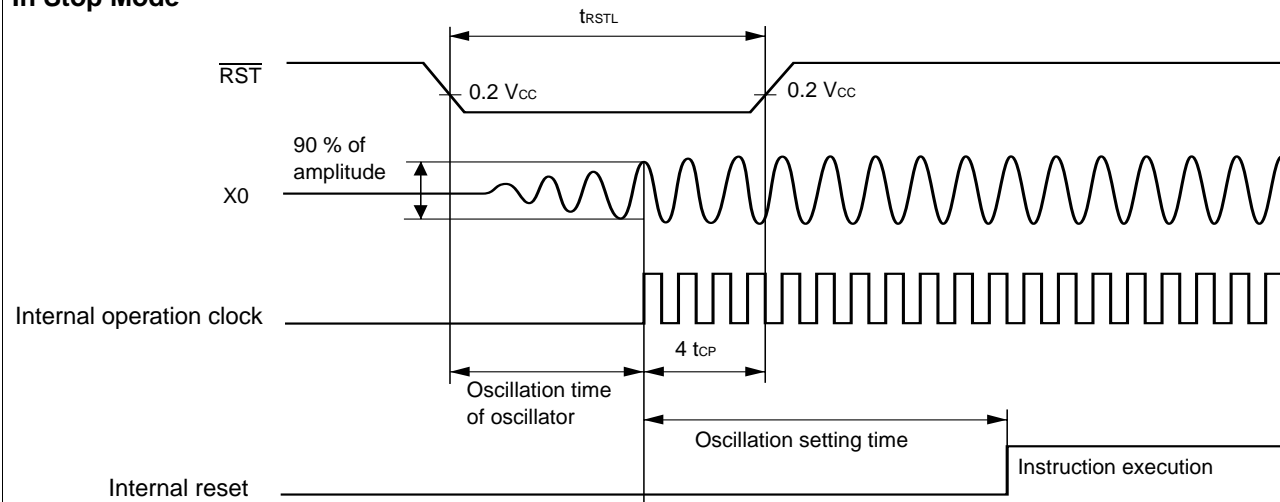 In Stop Mode
tRSTL
RST
0.2 VCC
0.2 VCC
90 % of
amplitude
X0
Internal operation clock
4 tCP
Oscillation time
of oscillator
Oscillation setting time
Instruction execution
Internal reset